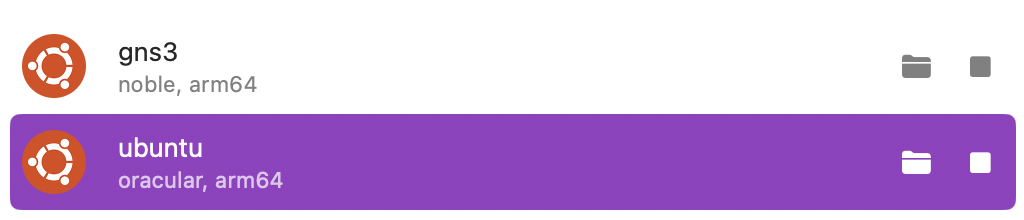 gns3
noble, arm64
ubuntu
oracular, arm64